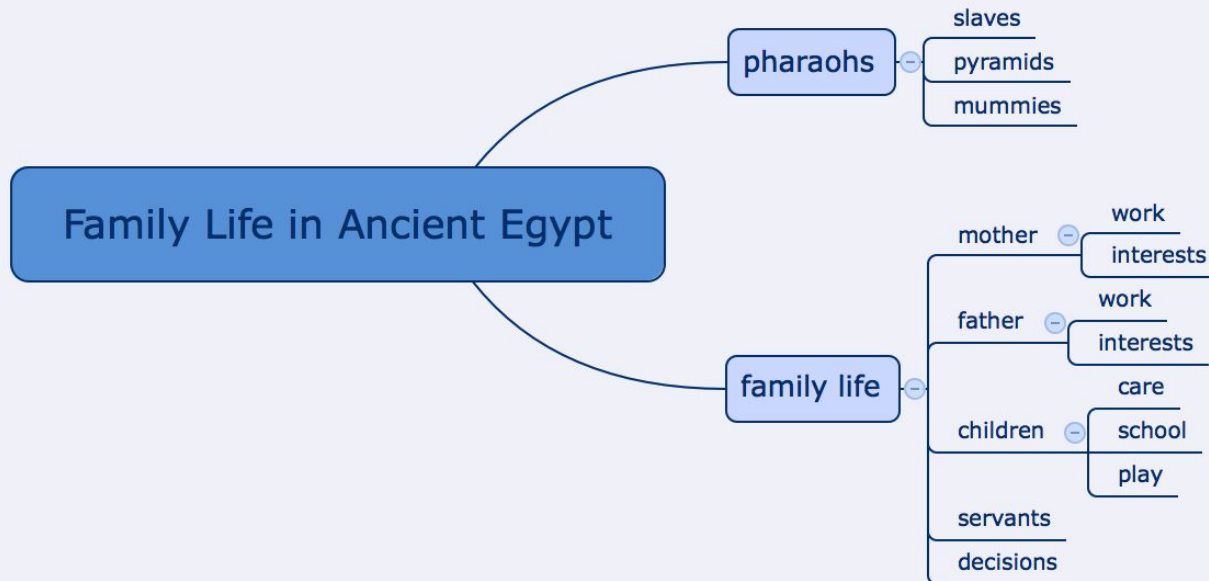 Family Life in Ancient Egypt
pharaohs
slaves
pyramids
mummies
family life
mother
work
interests
father
work
interests
children
care
school
play
servants
decisions